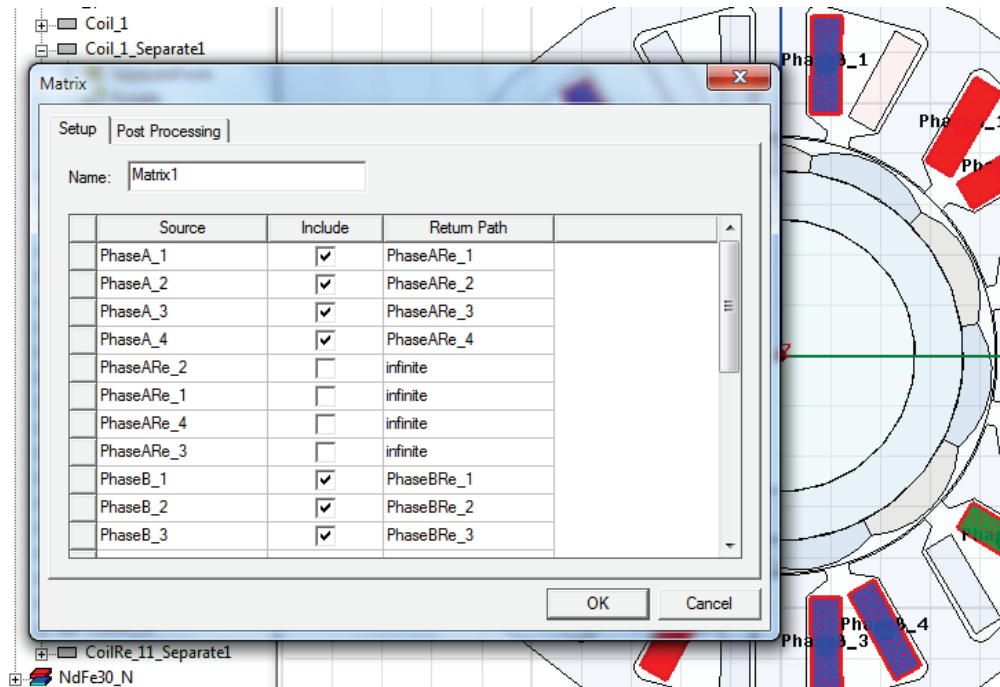 Coil_1
Coil_1_Separate1
Matrix
Setup
Post Processing
Name: Matrix1
Source Include Return Path
PhaseA_1 PhaseARe_1
PhaseA_2 PhaseARe_2
PhaseA_3 PhaseARe_3
PhaseA_4 PhaseARe_4
PhaseARe_2 infinite
PhaseARe_1 infinite
PhaseARe_4 infinite
PhaseARe_3 infinite
PhaseB_1 PhaseBRe_1
PhaseB_2 PhaseBRe_2
PhaseB_3 PhaseBRe_3
OK Cancel
CoilRe_11_Separate1
NdFe30_N